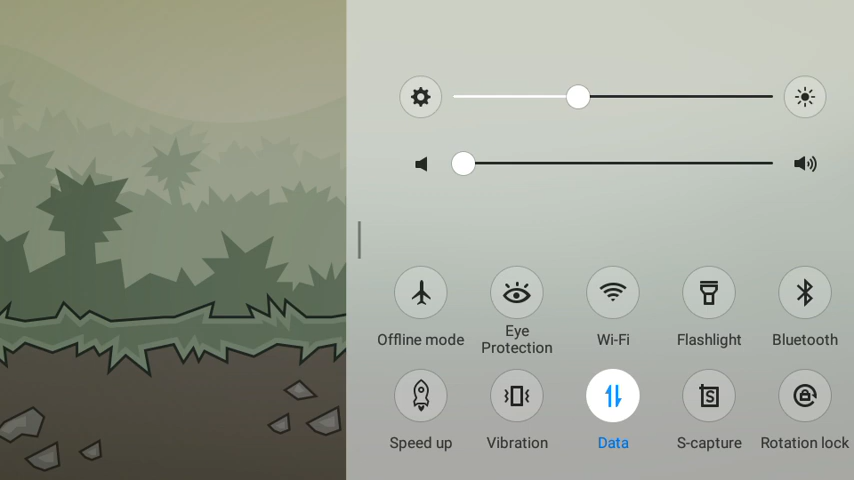 Offline mode
Eye
Protection
Wi-Fi
Flashlight
Bluetooth
Speed up
Vibration
Data
S-capture
Rotation lock